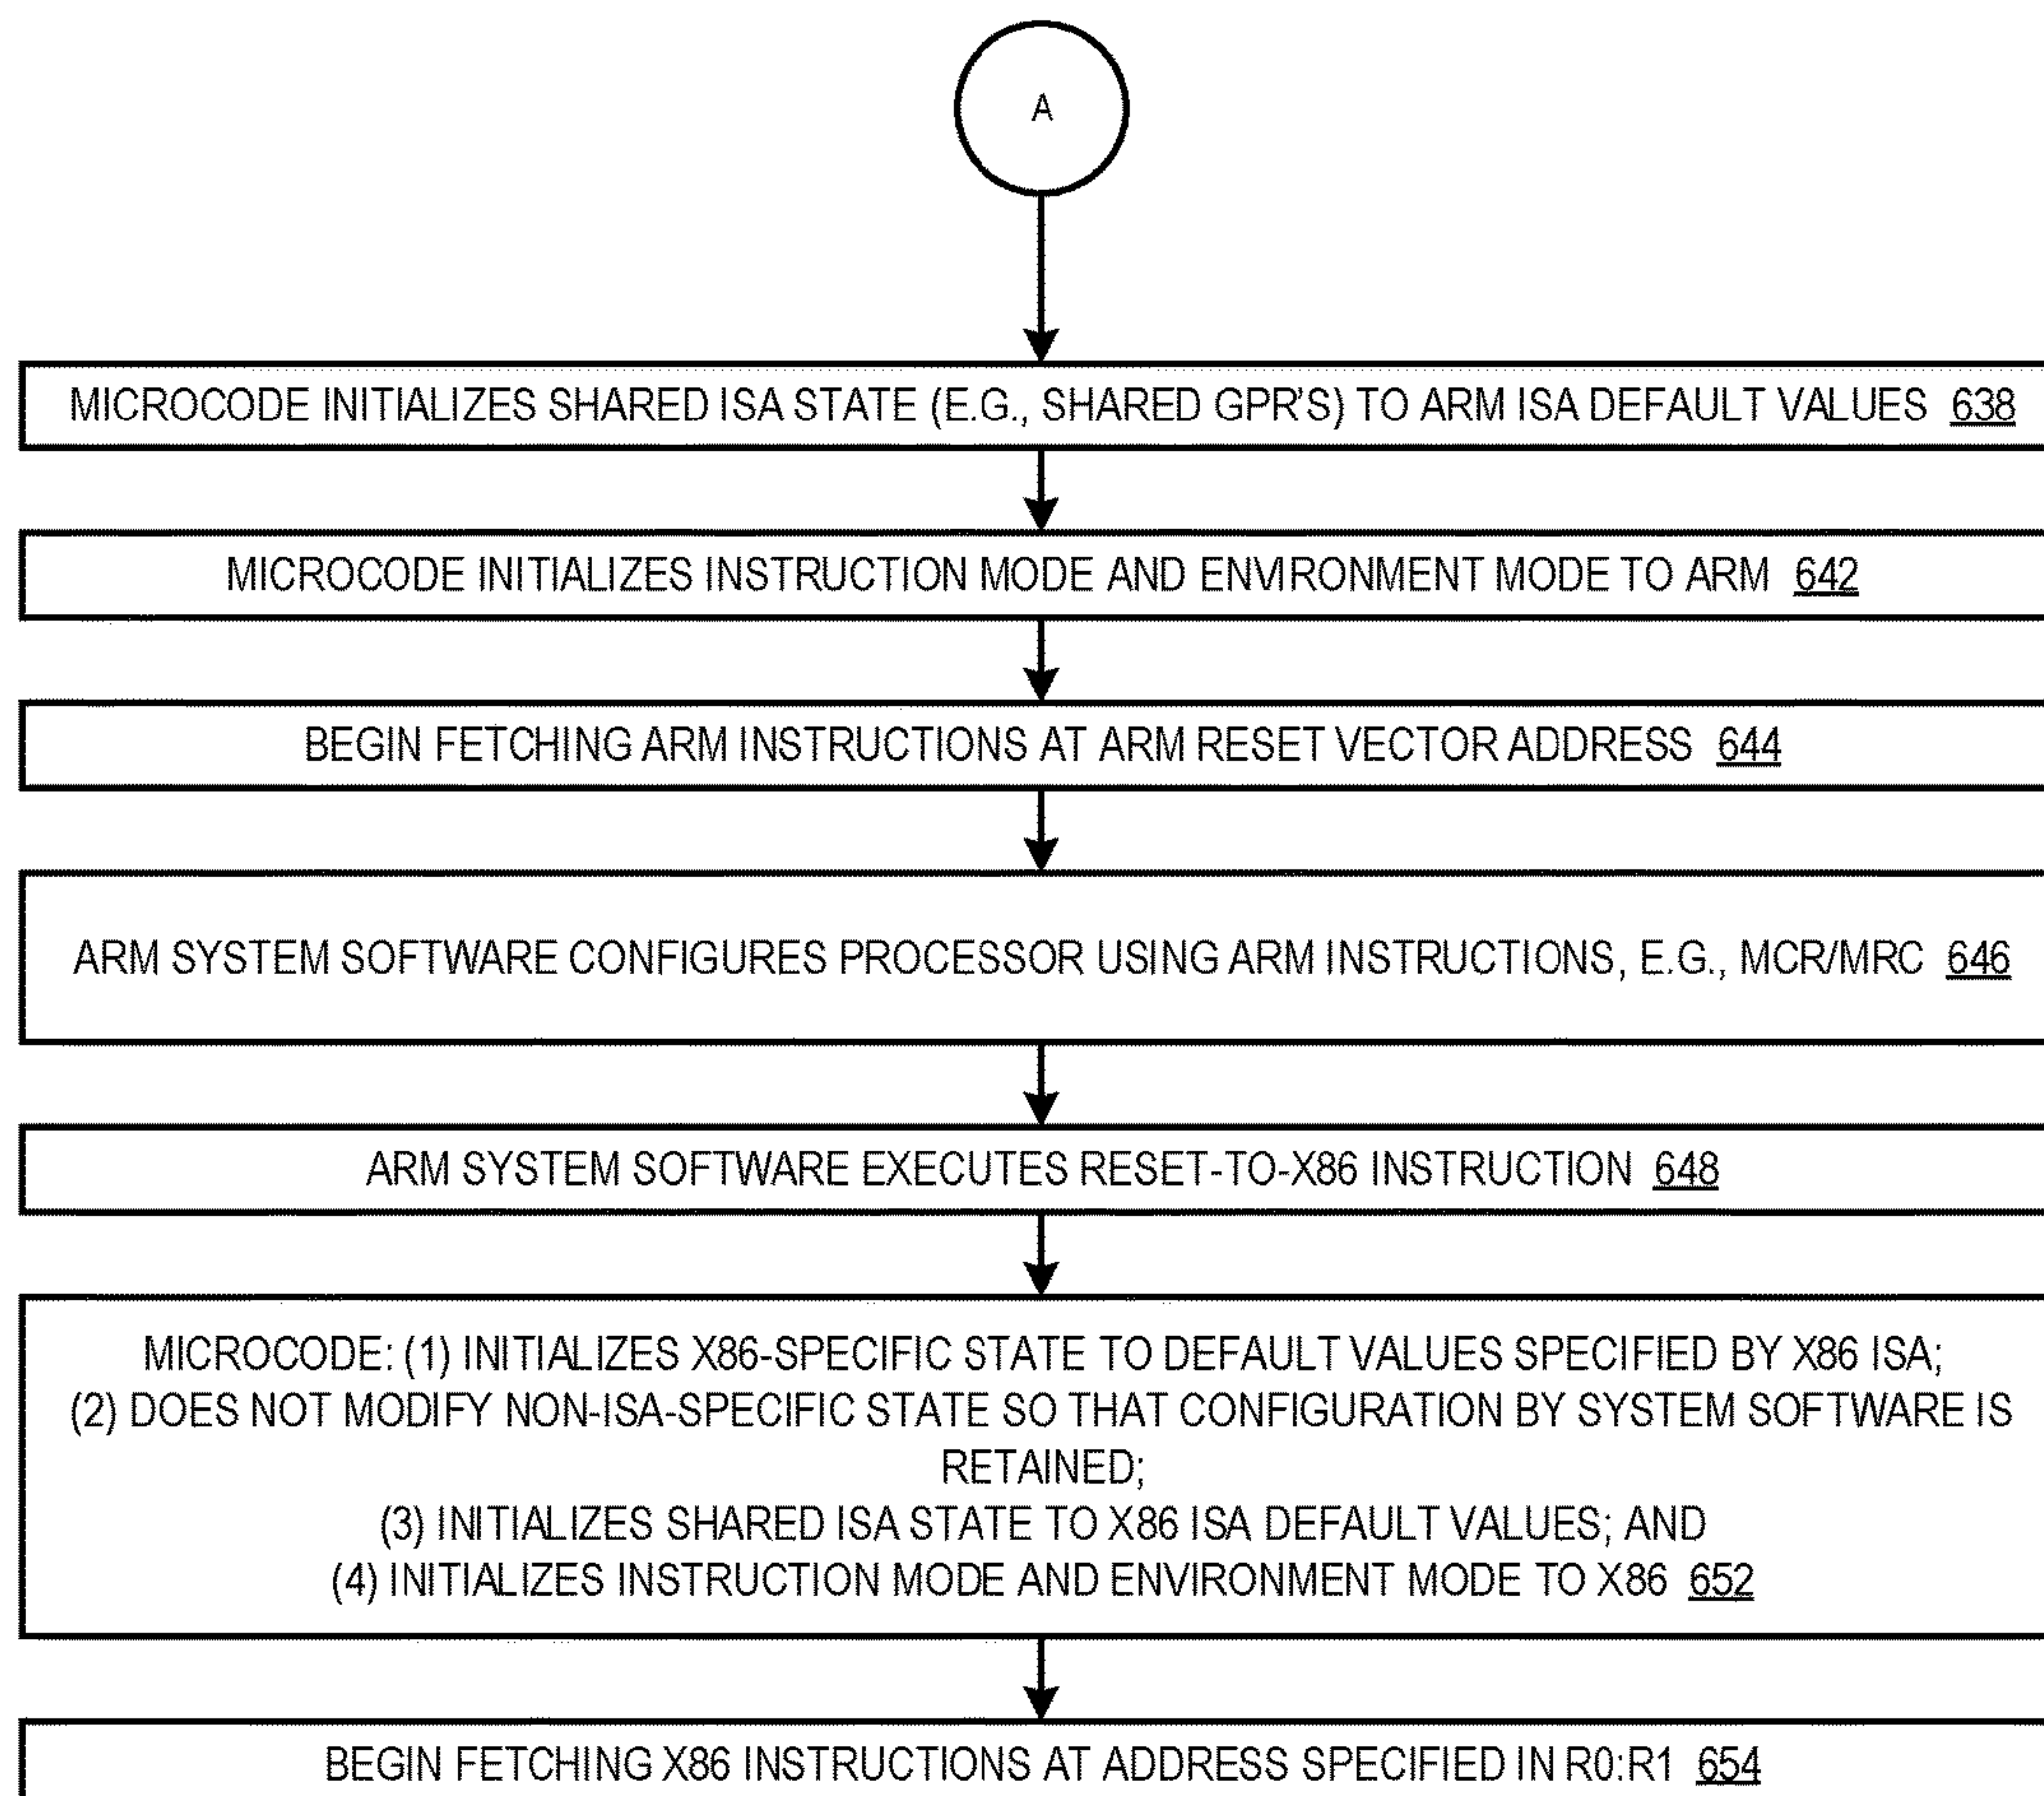 A
MICROCODE INITIALIZES SHARED ISA STATE (E.G., SHARED GPR'S) TO ARM ISA DEFAULT VALUES 638
MICROCODE INITIALIZES INSTRUCTION MODE AND ENVIRONMENT MODE TO ARM 642
BEGIN FETCHING ARM INSTRUCTIONS AT ARM RESET VECTOR ADDRESS 644
ARM SYSTEM SOFTWARE CONFIGURES PROCESSOR USING ARM INSTRUCTIONS, E.G., MCR/MRC 646
ARM SYSTEM SOFTWARE EXECUTES RESET-TO-X86 INSTRUCTION 648
MICROCODE: (1) INITIALIZES X86-SPECIFIC STATE TO DEFAULT VALUES SPECIFIED BY X86 ISA;
(2) DOES NOT MODIFY NON-ISA-SPECIFIC STATE SO THAT CONFIGURATION BY SYSTEM SOFTWARE IS
RETAINED;
(3) INITIALIZES SHARED ISA STATE TO X86 ISA DEFAULT VALUES; AND
(4) INITIALIZES INSTRUCTION MODE AND ENVIRONMENT MODE TO X86 652
BEGIN FETCHING X86 INSTRUCTIONS AT ADDRESS SPECIFIED IN R0:R1 654